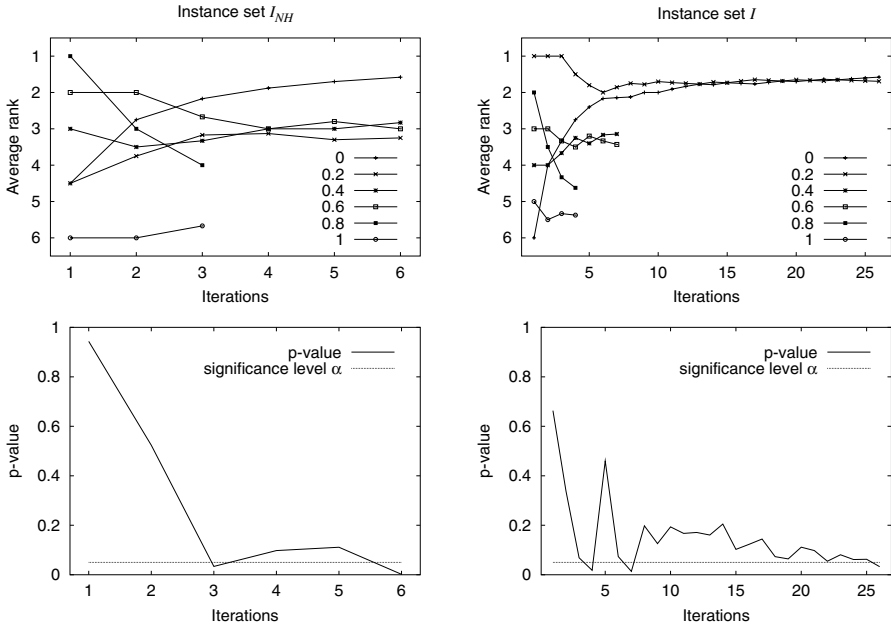 Instance set I_NH
Average rank
1
2
3
4
5
6
0
0.2
0.4
0.6
0.8
1
1 2 3 4 5 6
Iterations
Instance set I
Average rank
1
2
3
4
5
6
0
0.2
0.4
0.6
0.8
1
5 10 15 20 25
Iterations
p-value
1
0.8
0.6
0.4
0.2
0
p-value
significance level α
1 2 3 4 5 6
Iterations
p-value
1
0.8
0.6
0.4
0.2
0
p-value
significance level α
5 10 15 20 25
Iterations